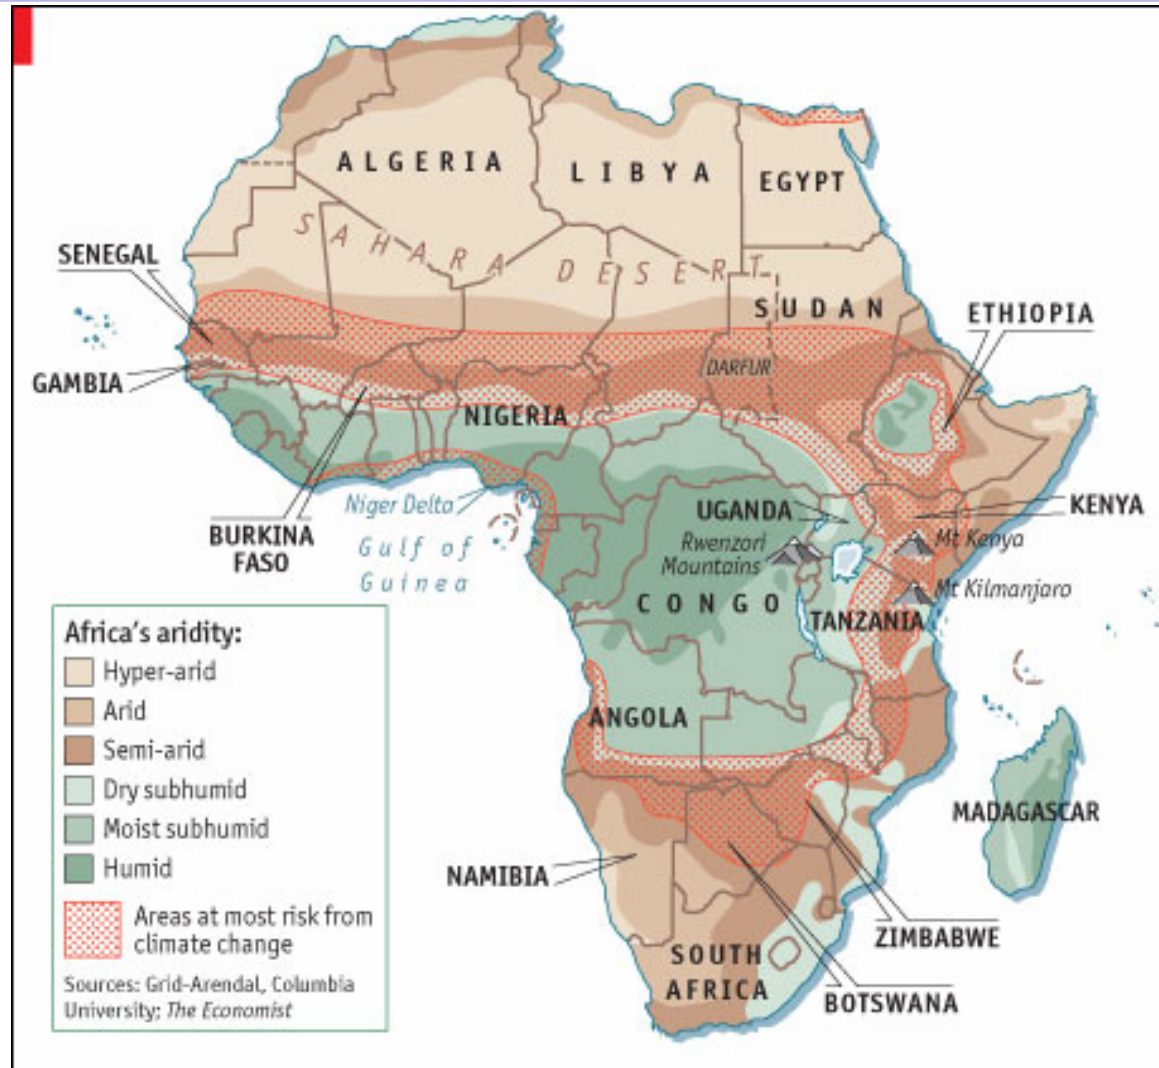 ALGERIA
LIBYA
EGYPT
SAHARA DESERT
SENEGAL
SUDAN
ETHIOPIA
DARFUR
GAMBIA
NIGERIA
Niger Delta
UGANDA
KENYA
BURKINA
FASO
Gulf of
Guinea
Rwenzori
Mountains
Mt Kenya
CONGO
Mt Kilmanjaro
TANZANIA
ANGOLA
MADAGASCAR
NAMIBIA
ZIMBABWE
SOUTH
AFRICA
BOTSWANA
Africa's aridity:
Hyper-arid
Arid
Semi-arid
Dry subhumid
Moist subhumid
Humid
Areas at most risk from
climate change
Sources: Grid-Arendal, Columbia
University; The Economist